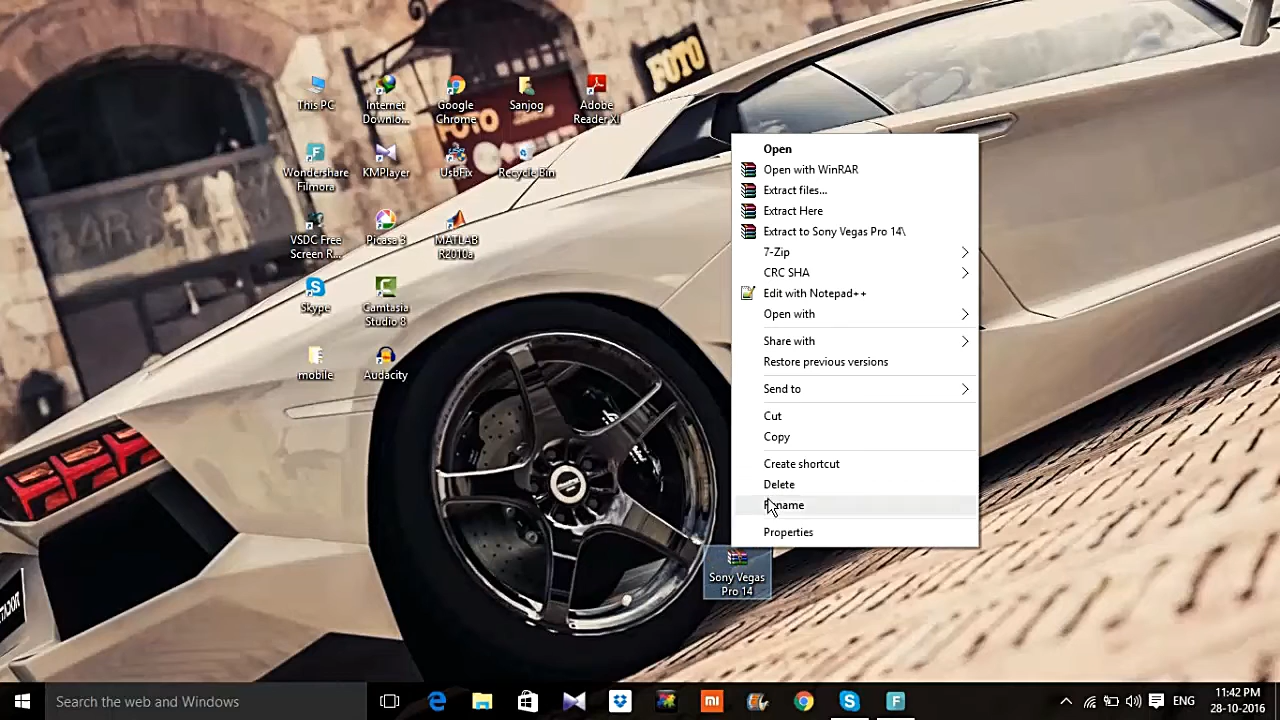 FOTO
FOTO
BAR
This PC
Internet
Downlo...
Google
Chrome
Sanjog
Adobe
Reader XI
Wondershare
Filmora
KMPlayer
UsbFix
Recycle Bin
VSDC Free
Screen R...
Picasa 3
MATLAB
R2010a
Skype
Camtasia
Studio 8
mobile
Audacity
Open
Open with WinRAR
Extract files...
Extract Here
Extract to Sony Vegas Pro 14\
7-Zip
CRC SHA
Edit with Notepad++
Open with
Share with
Restore previous versions
Send to
Cut
Copy
Create shortcut
Delete
Rename
Properties
Sony Vegas
Pro 14
Search the web and Windows
mi
F
ENG
11:42 PM
28-10-2016